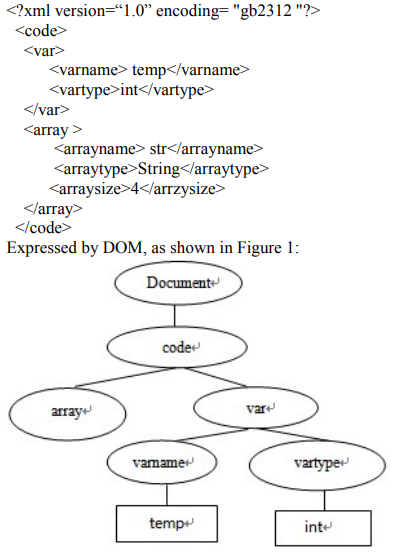 <?xml version=“1.0” encoding= "gb2312 "?>
<code>
<var>
<varname> temp</varname>
<vartype>int</vartype>
</var>
<array >
<arrayname> str</arrayname>
<arraytype>String</arraytype>
<arraysize>4</arrzysize>
</array>
</code>
Expressed by DOM, as shown in Figure 1:
Document↵
code↵
array↵
var↵
varname↵
vartype↵
temp↵
int↵